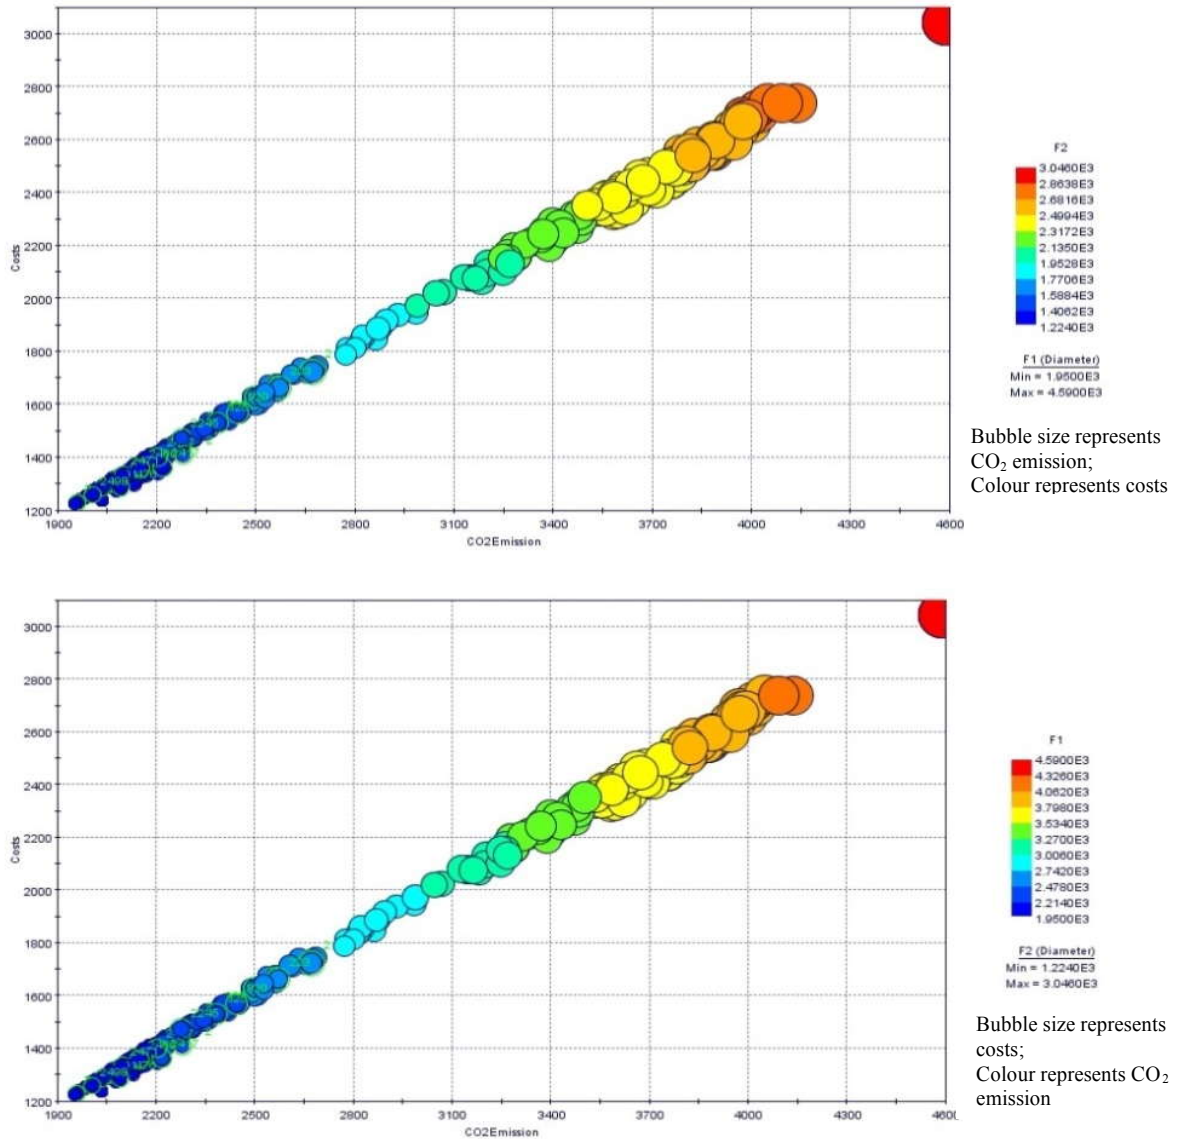 3000
2800
2600
2400
2200
2000
1800
1600
1400
1200
Costs
1900 2200 2500 2800 3100 3400 3700 4000 4300 4600
CO2Emission
F2
3.0460E3
2.8638E3
2.6816E3
2.4994E3
2.3172E3
2.1350E3
1.9528E3
1.7706E3
1.5884E3
1.4062E3
1.2240E3
F1 (Diameter)
Min = 1.9500E3
Max = 4.5900E3
Bubble size represents
CO₂ emission;
Colour represents costs
3000
2800
2600
2400
2200
2000
1800
1600
1400
1200
Costs
1900 2200 2500 2800 3100 3400 3700 4000 4300 4600
CO2Emission
F1
4.5900E3
4.3260E3
4.0620E3
3.7980E3
3.5340E3
3.2700E3
3.0060E3
2.7420E3
2.4780E3
2.2140E3
1.9500E3
F2 (Diameter)
Min = 1.2240E3
Max = 3.0460E3
Bubble size represents
costs;
Colour represents CO₂
emission